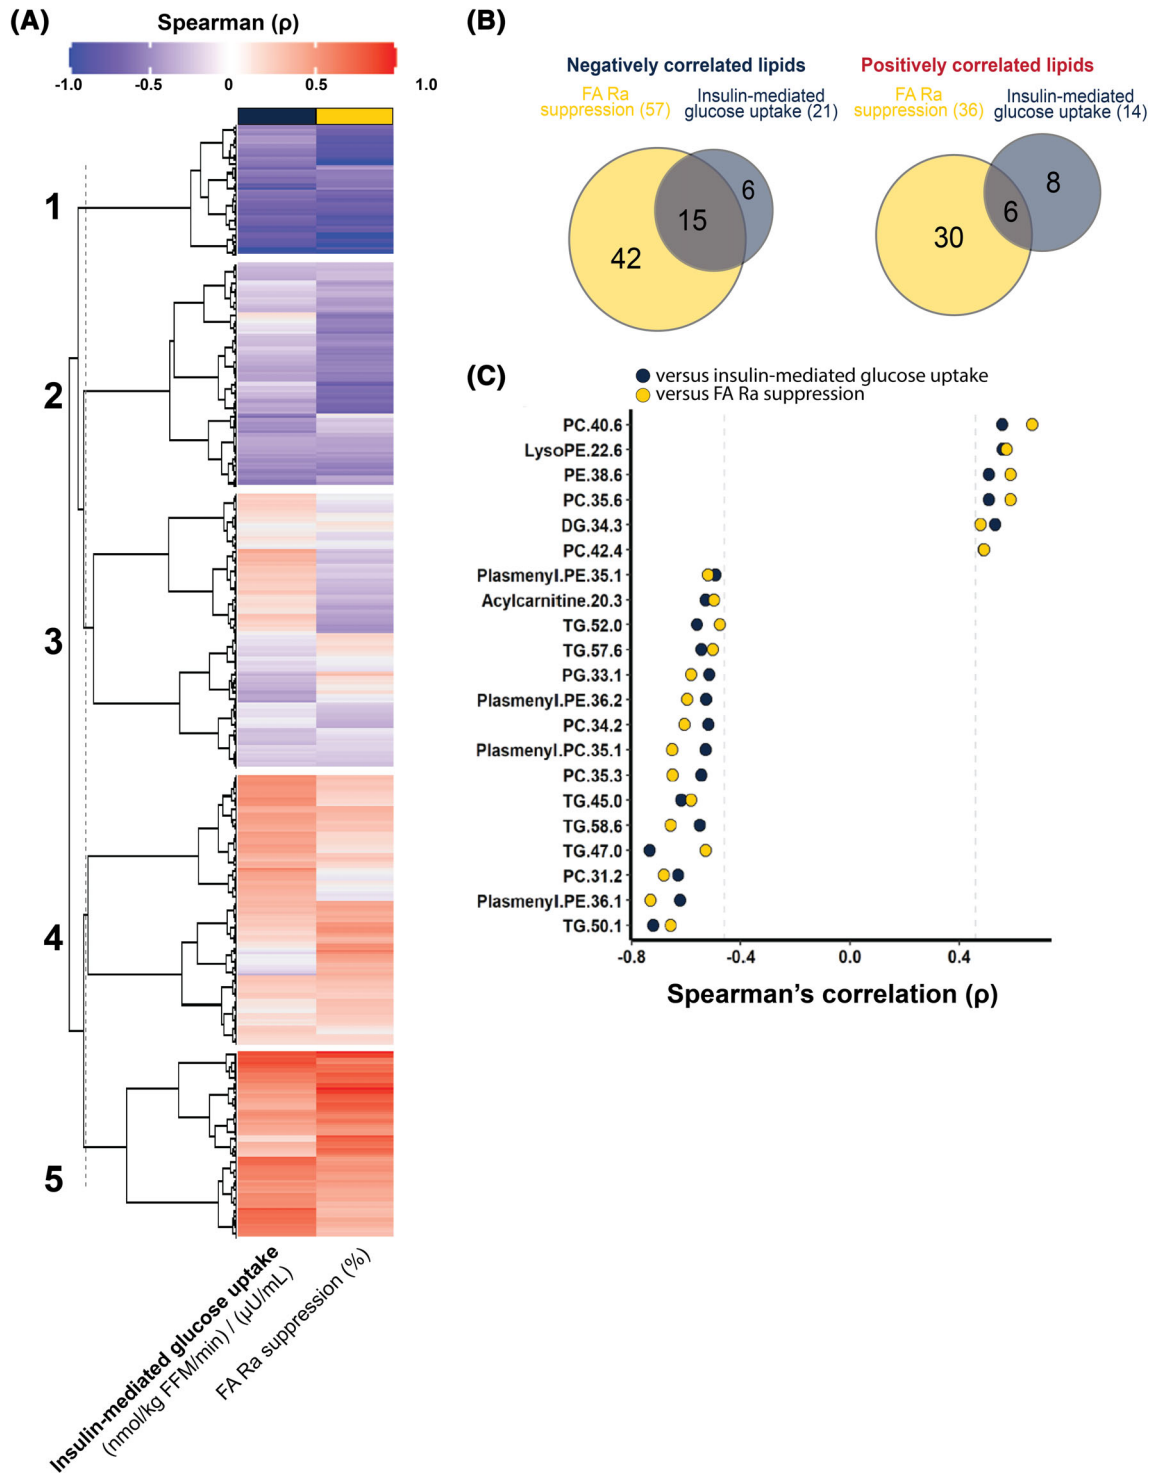 (A)
Spearman (ρ)
-1.0 -0.5 0 0.5 1.0
1
2
3
4
5
Insulin-mediated glucose uptake
(nmol/kg FFM/min) / (µU/mL)
FA Ra suppression (%)
(B)
Negatively correlated lipids
FA Ra
suppression (57)
Insulin-mediated
glucose uptake (21)
42
15
6
Positively correlated lipids
FA Ra
suppression (36)
Insulin-mediated
glucose uptake (14)
30
6
8
(C)
versus insulin-mediated glucose uptake
versus FA Ra suppression
PC.40.6
LysoPE.22.6
PE.38.6
PC.35.6
DG.34.3
PC.42.4
Plasmenyl.PE.35.1
Acylcarnitine.20.3
TG.52.0
TG.57.6
PG.33.1
Plasmenyl.PE.36.2
PC.34.2
Plasmenyl.PC.35.1
PC.35.3
TG.45.0
TG.58.6
TG.47.0
PC.31.2
Plasmenyl.PE.36.1
TG.50.1
-0.8 -0.4 0.0 0.4
Spearman's correlation (ρ)